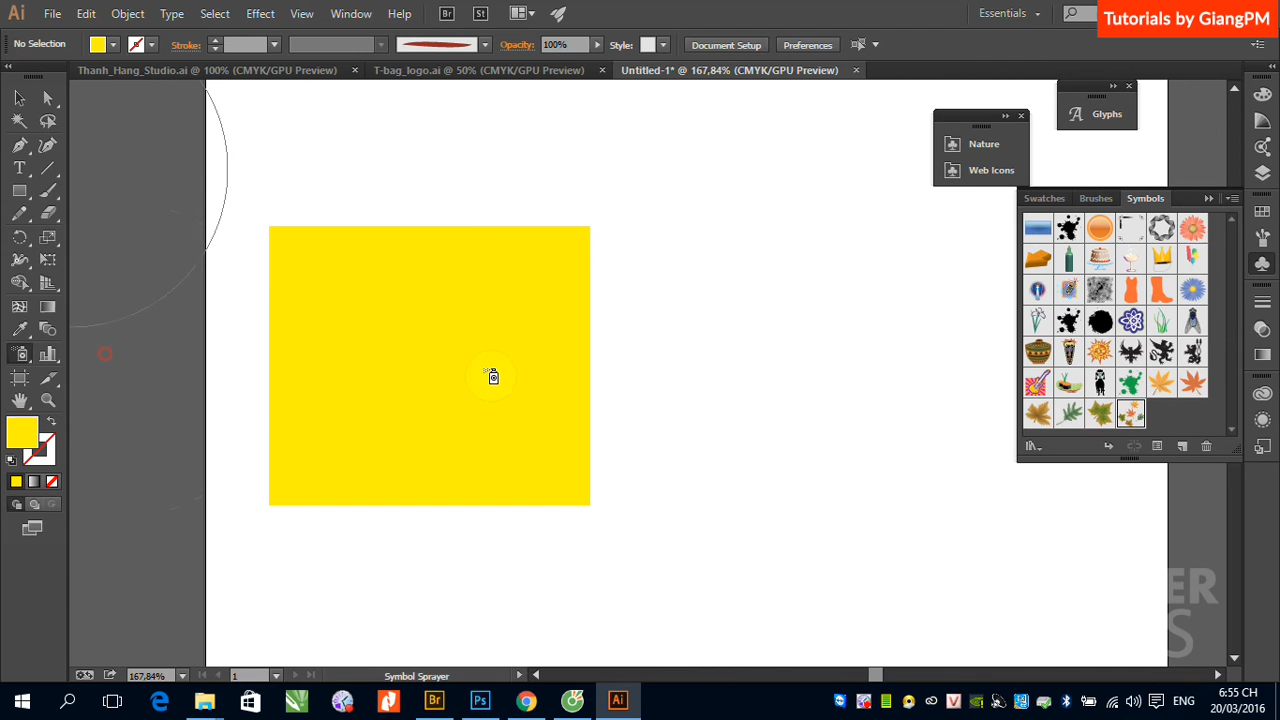 Ai File Edit Object Type Select Effect View Window Help Br St Essentials
Tutorials by GiangPM
No Selection Stroke: Opacity: 100% Style: Document Setup Preferences
Thanh_Hang_Studio.ai @ 100% (CMYK/GPU Preview) × T-bag_logo.ai @ 50% (CMYK/GPU Preview) × Untitled-1* @ 167,84% (CMYK/GPU Preview) ×
Glyphs
Nature
Web Icons
Swatches Brushes Symbols
167,84% 1 Symbol Sprayer
Br Ps Ai ENG 6:55 CH
20/03/2016